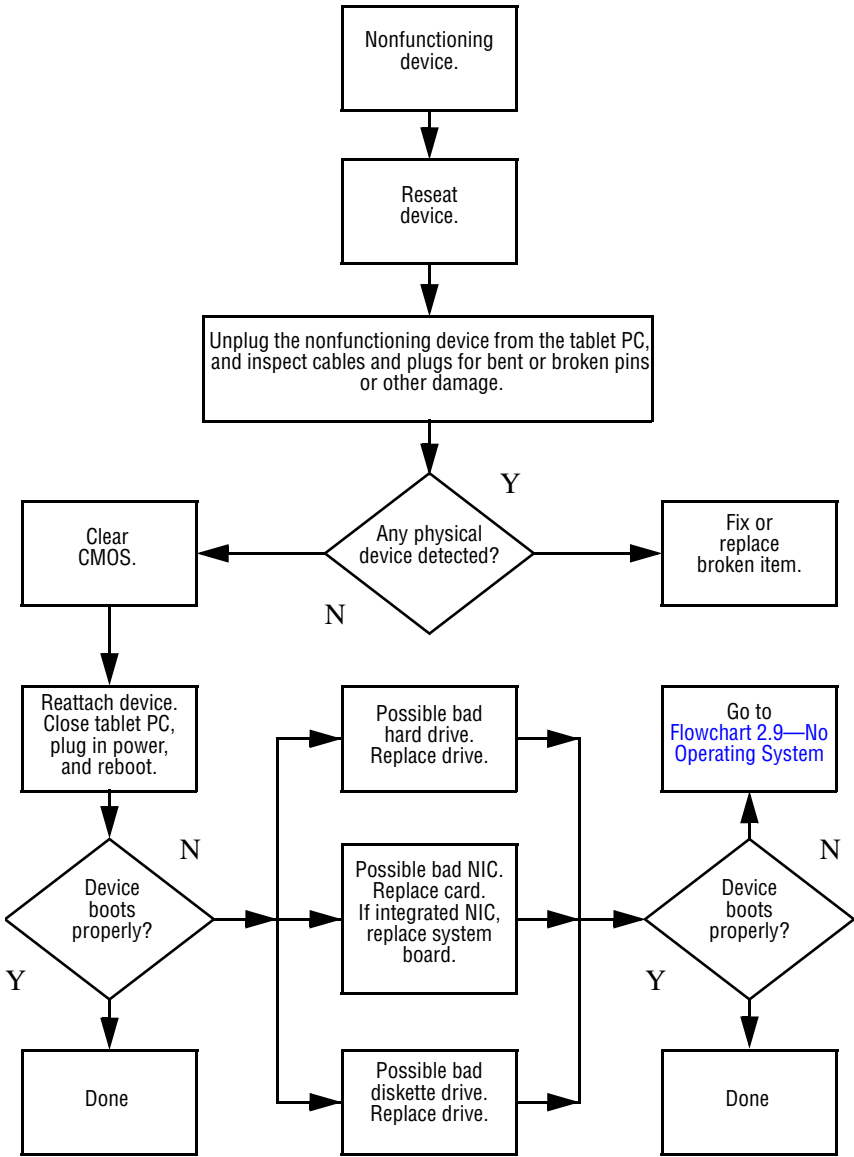 Nonfunctioning
device.
Reseat
device.
Unplug the nonfunctioning device from the tablet PC,
and inspect cables and plugs for bent or broken pins
or other damage.
Any physical
device detected?
Y
N
Fix or
replace
broken item.
Clear
CMOS.
Reattach device.
Close tablet PC,
plug in power,
and reboot.
Device
boots
properly?
N
Y
Done
Possible bad
hard drive.
Replace drive.
Possible bad NIC.
Replace card.
If integrated NIC,
replace system
board.
Possible bad
diskette drive.
Replace drive.
Device
boots
properly?
N
Y
Go to
Flowchart 2.9—No
Operating System
Done